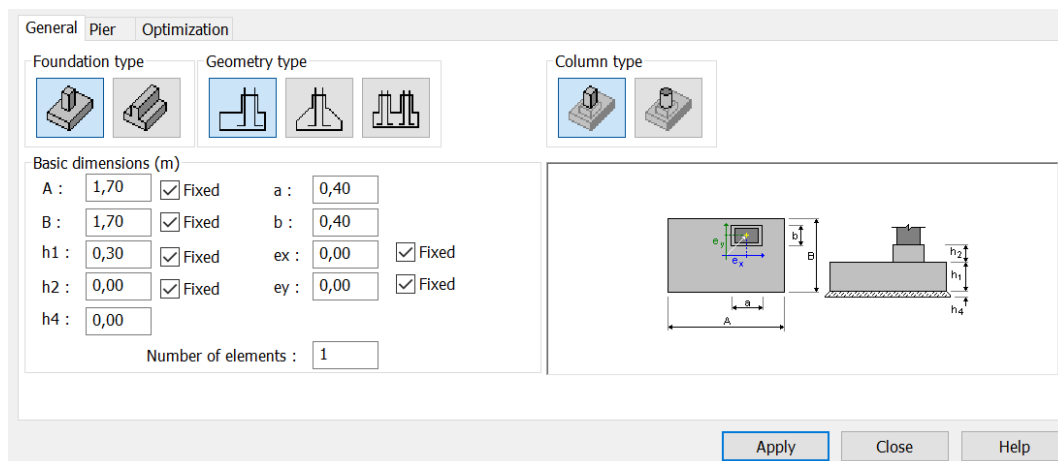 General Pier Optimization
Foundation type Geometry type Column type
Basic dimensions (m)
A : 1,70 Fixed a : 0,40
B : 1,70 Fixed b : 0,40
h1 : 0,30 Fixed ex : 0,00 Fixed
h2 : 0,00 Fixed ey : 0,00 Fixed
h4 : 0,00
Number of elements : 1
b h2
ey B
ex h1
a h4
A
Apply Close Help